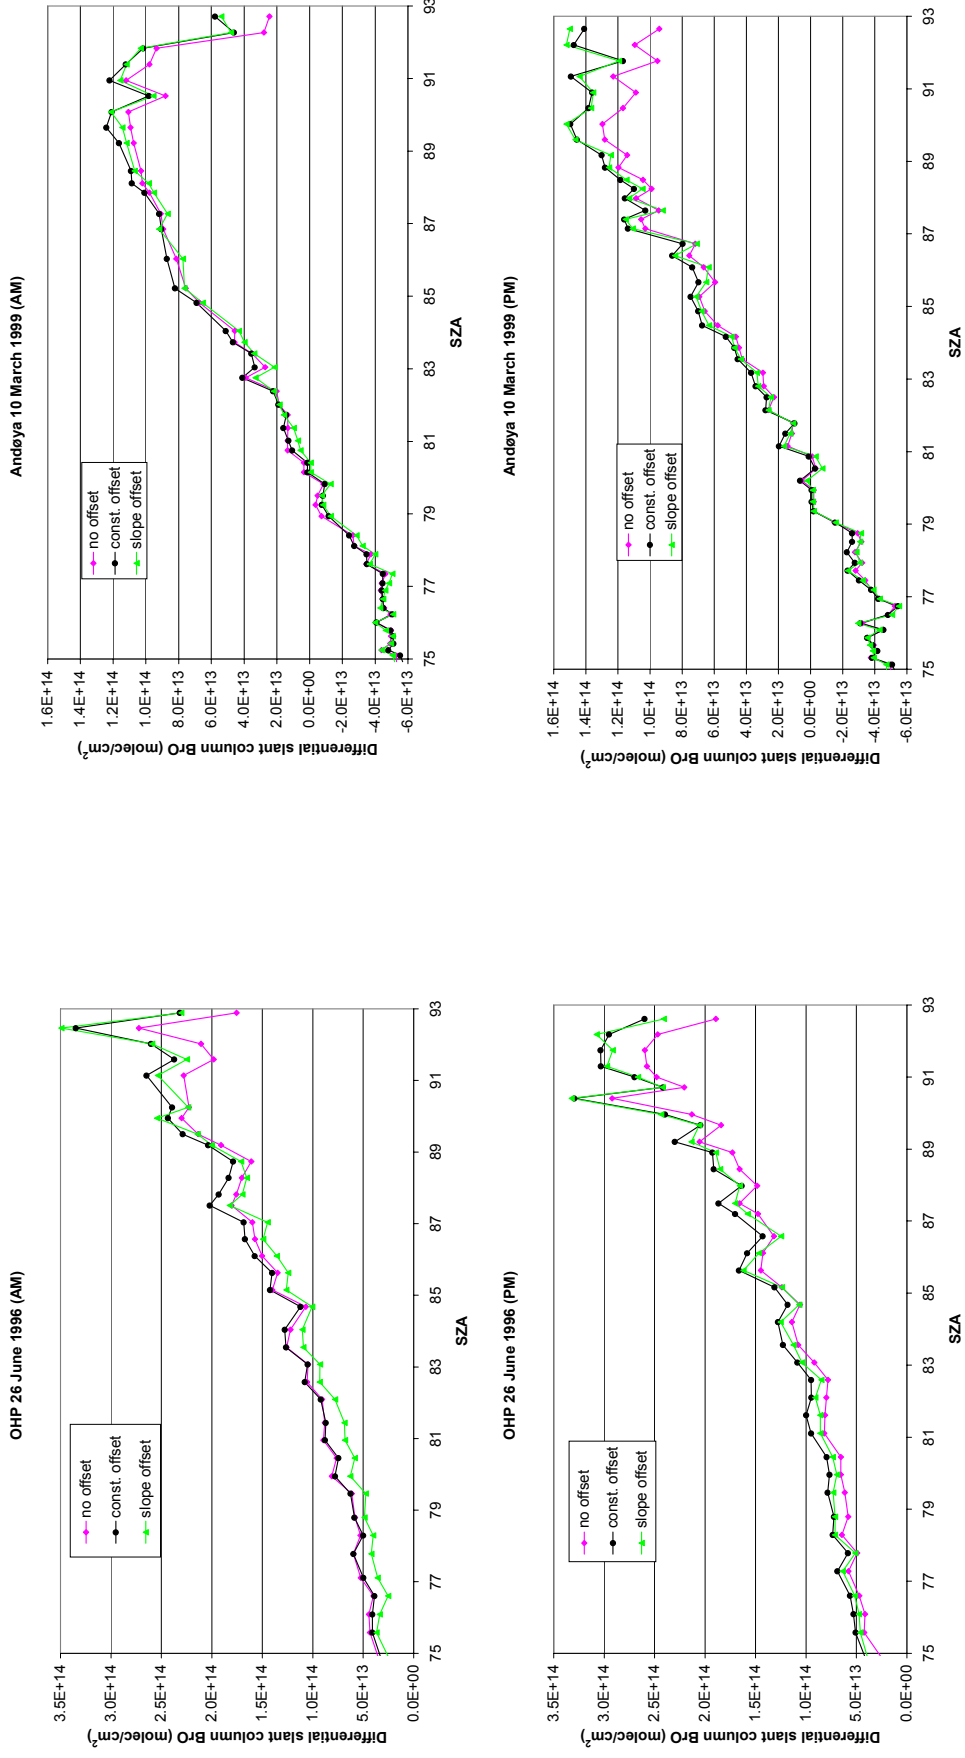 OHP 26 June 1996 (AM)
Differential slant column BrO (molec/cm2)
3.5E+14
3.0E+14
2.5E+14
2.0E+14
1.5E+14
1.0E+14
5.0E+13
0.0E+00
no offset
const. offset
slope offset
75 77 79 81 83 85 87 89 91 93
SZA
Andøya 10 March 1999 (AM)
Differential slant column BrO (molec/cm2)
1.6E+14
1.4E+14
1.2E+14
1.0E+14
8.0E+13
6.0E+13
4.0E+13
2.0E+13
0.0E+00
-2.0E+13
-4.0E+13
-6.0E+13
no offset
const. offset
slope offset
75 77 79 81 83 85 87 89 91 93
SZA
OHP 26 June 1996 (PM)
Differential slant column BrO (molec/cm2)
3.5E+14
3.0E+14
2.5E+14
2.0E+14
1.5E+14
1.0E+14
5.0E+13
0.0E+00
no offset
const. offset
slope offset
75 77 79 81 83 85 87 89 91 93
SZA
Andøya 10 March 1999 (PM)
Differential slant column BrO (molec/cm2)
1.6E+14
1.4E+14
1.2E+14
1.0E+14
8.0E+13
6.0E+13
4.0E+13
2.0E+13
0.0E+00
-2.0E+13
-4.0E+13
-6.0E+13
no offset
const. offset
slope offset
75 77 79 81 83 85 87 89 91 93
SZA